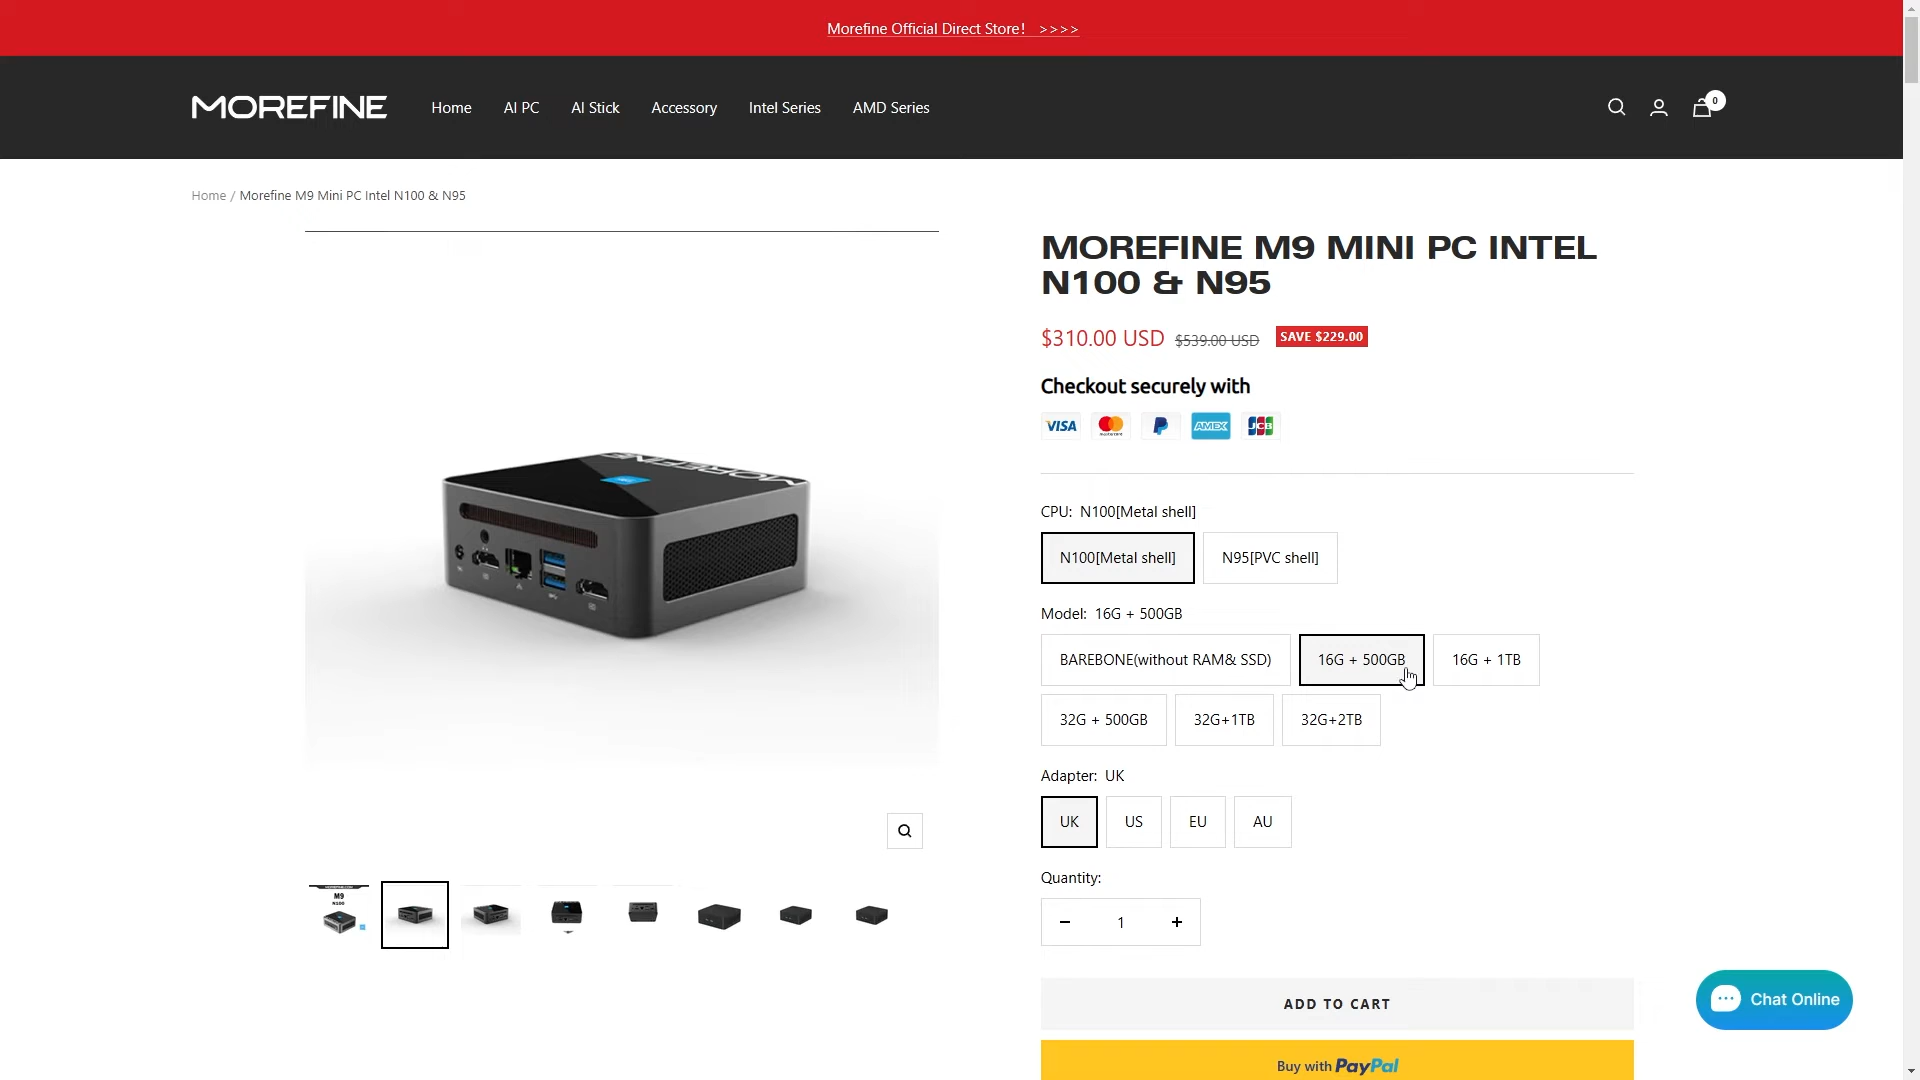 Morefine Official Direct Store! >>>>
MOREFINE
Home
AI PC
AI Stick
Accessory
Intel Series
AMD Series
0
Home / Morefine M9 Mini PC Intel N100 & N95
MOREFINE
MOREFINE M9 MINI PC INTEL
N100 & N95
$310.00 USD $539.00 USD SAVE $229.00
Checkout securely with
VISA
mastercard
AMEX
JCB
CPU: N100[Metal shell]
N100[Metal shell]
N95[PVC shell]
Model: 16G + 500GB
BAREBONE(without RAM& SSD)
16G + 500GB
16G + 1TB
32G + 500GB
32G+1TB
32G+2TB
Adapter: UK
UK
US
EU
AU
M9
N100
Quantity:
− 1 +
ADD TO CART
Buy with PayPal
Chat Online